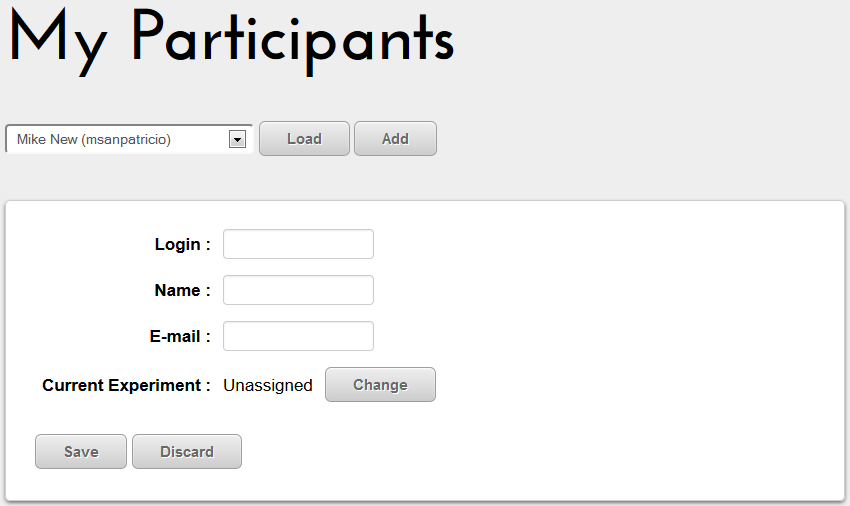 My Participants
Mike New (msanpatricio) Load Add
Login :
Name :
E-mail :
Current Experiment : Unassigned Change
Save Discard